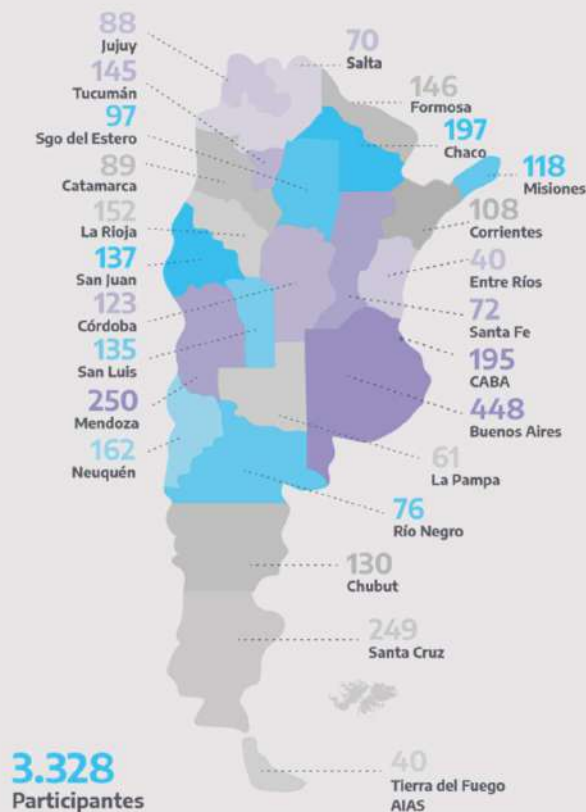 88
Jujuy
145
Tucumán
97
Sgo del Estero
89
Catamarca
152
La Rioja
137
San Juan
123
Córdoba
135
San Luis
250
Mendoza
162
Neuquén
70
Salta
146
Formosa
197
Chaco
118
Misiones
108
Corrientes
40
Entre Ríos
72
Santa Fe
195
CABA
448
Buenos Aires
61
La Pampa
76
Río Negro
130
Chubut
249
Santa Cruz
40
Tierra del Fuego
AIAS
3.328
Participantes